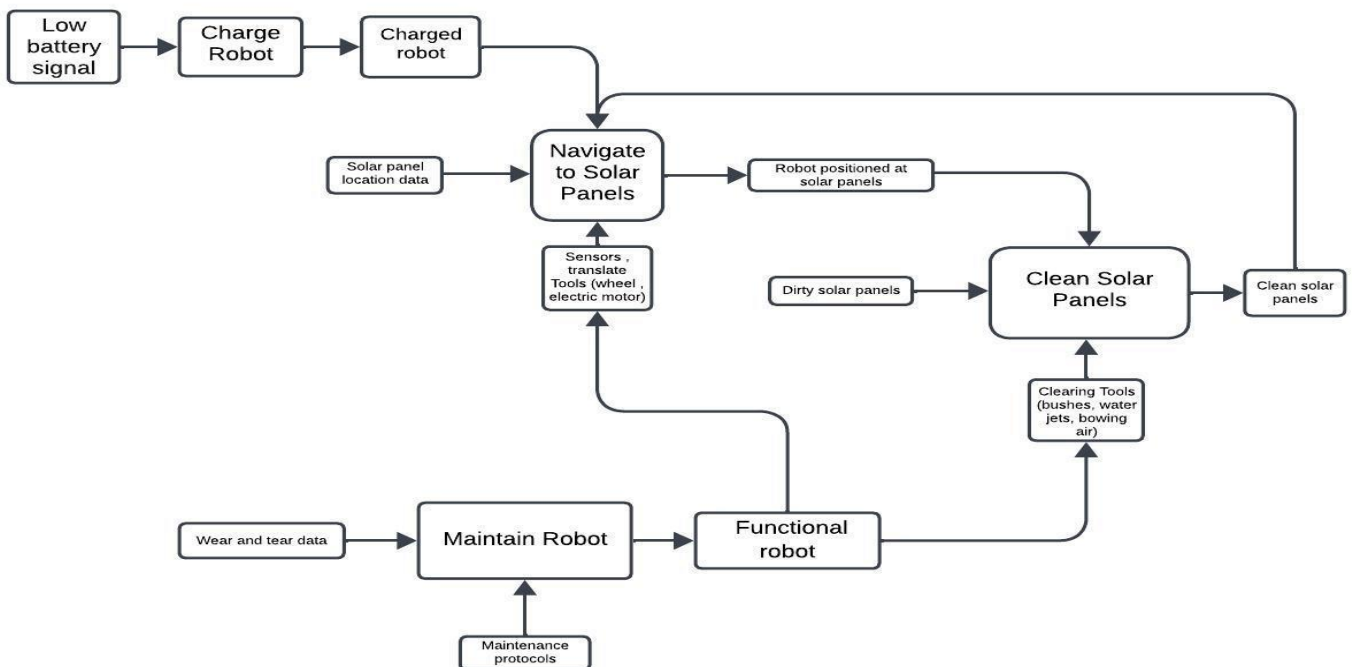 Low
battery
signal
Charge
Robot
Charged
robot
Navigate
to Solar
Panels
Solar panel
location data
Robot positioned at
solar panels
Sensors ,
translate
Tools (wheel ,
electric motor)
Dirty solar panels
Clean Solar
Panels
Clean solar
panels
Clearing Tools
(bushes, water
jets, bowing
air)
Wear and tear data
Maintain Robot
Functional
robot
Maintenance
protocols